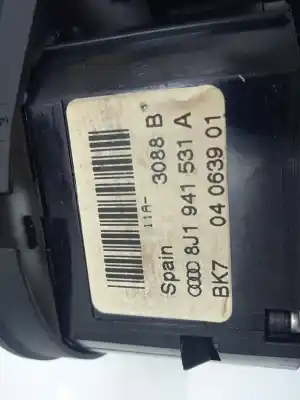 11A- 3088 B*
Spain
8J1 941 531 A
BK7 04 0639 01